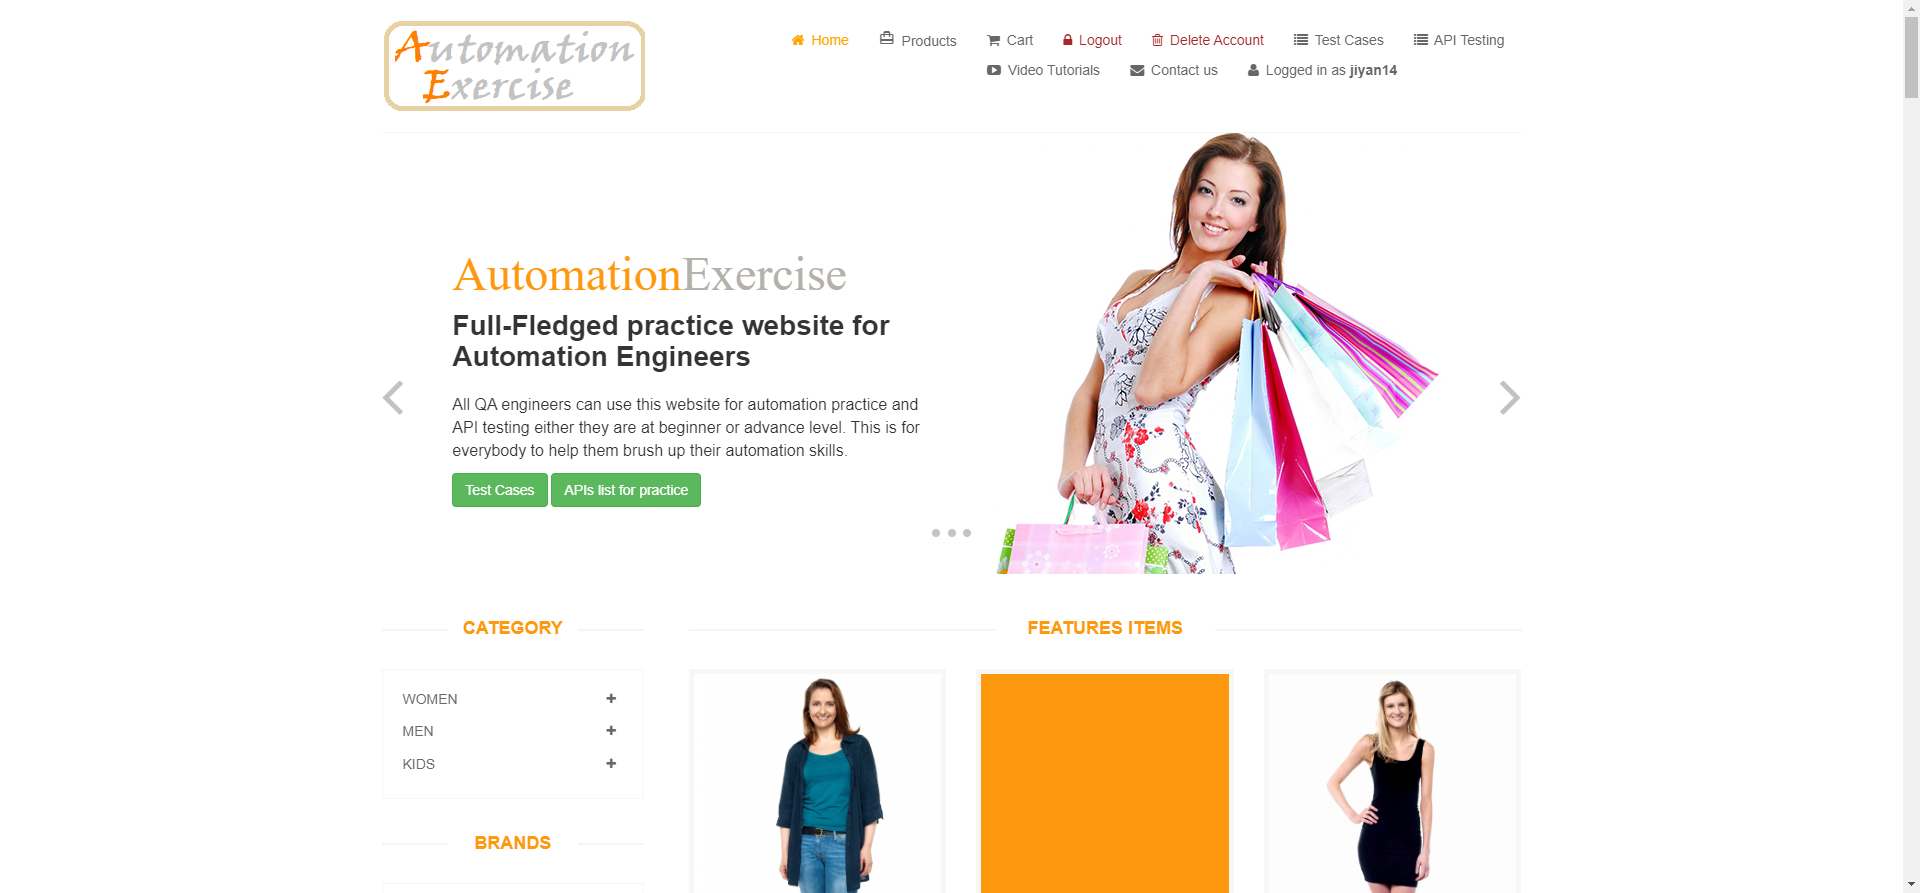 Automation
Exercise
Home
Products
Cart
Logout
Delete Account
Test Cases
API Testing
Video Tutorials
Contact us
Logged in as jiyan14
AutomationExercise
Full-Fledged practice website for
Automation Engineers
All QA engineers can use this website for automation practice and
API testing either they are at beginner or advance level. This is for
everybody to help them brush up their automation skills.
Test Cases
APIs list for practice
CATEGORY
WOMEN
MEN
KIDS
BRANDS
FEATURES ITEMS